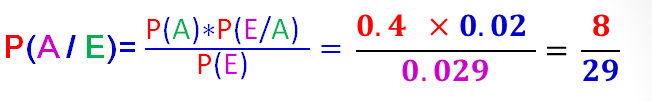 P(A/E)= P(A)*P(E/A) / P(E) = 0.4 × 0.02 / 0.029 = 8 / 29